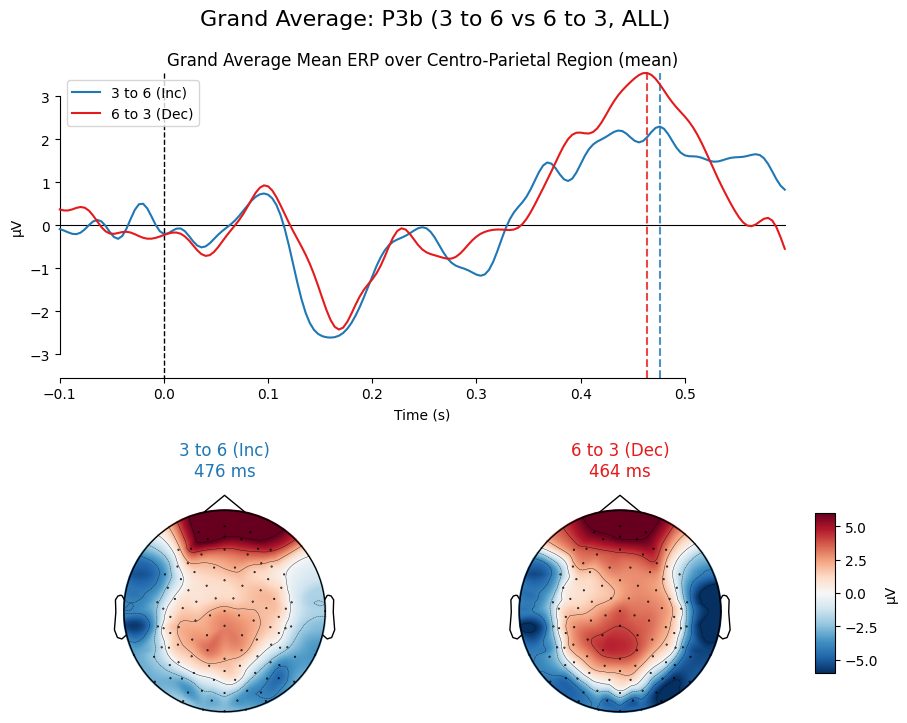 Grand Average: P3b (3 to 6 vs 6 to 3, ALL)
Grand Average Mean ERP over Centro-Parietal Region (mean)
3 to 6 (Inc)
6 to 3 (Dec)
3
2
1
0
−1
−2
−3
µV
−0.1 0.0 0.1 0.2 0.3 0.4 0.5
Time (s)
3 to 6 (Inc)
476 ms
6 to 3 (Dec)
464 ms
5.0
2.5
0.0
−2.5
−5.0
µV